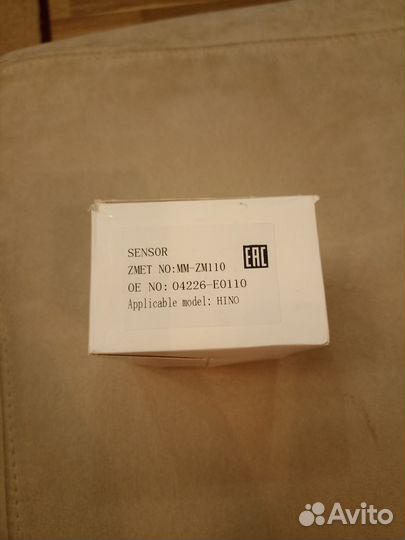 SENSOR
ZMET NO:MM-ZM110
OE NO: 04226-E0110
Applicable model: HINO
EAC
Avito